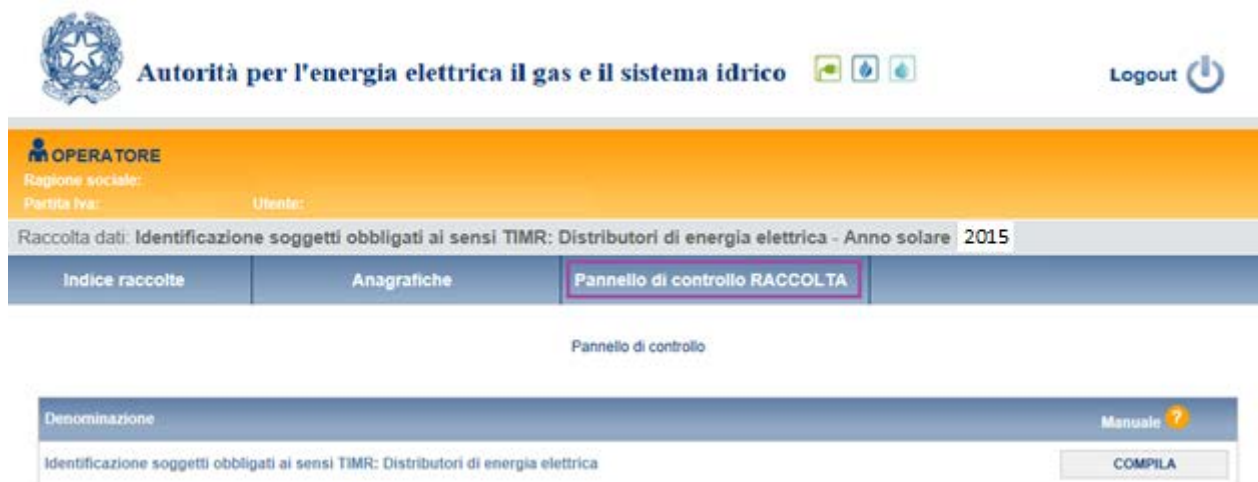 Autorità per l'energia elettrica il gas e il sistema idrico
Logout
OPERATORE
Ragione sociale:
Partita Iva: Utente:
Raccolta dati: Identificazione soggetti obbligati ai sensi TIMR: Distributori di energia elettrica - Anno solare 2015
Indice raccolte Anagrafiche Pannello di controllo RACCOLTA
Pannello di controllo
Denominazione Manuale ?
Identificazione soggetti obbligati ai sensi TIMR: Distributori di energia elettrica COMPILA